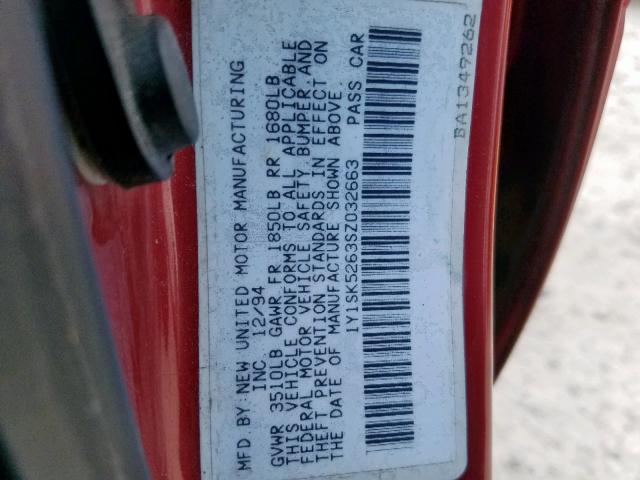 MFD.BY:NEW UNITED MOTOR MANUFACTURING
INC. 12/94
GVWR 3510LB GAWR FR 1850LB RR 1680LB
THIS VEHICLE CONFORMS TO ALL APPLICABLE
FEDERAL MOTOR VEHICLE SAFETY, BUMPER,AND
THEFT PREVENTION STANDARDS IN EFFECT ON
THE DATE OF MANUFACTURE SHOWN ABOVE.
1Y1SK5263SZ032663 PASS CAR
BA1349262